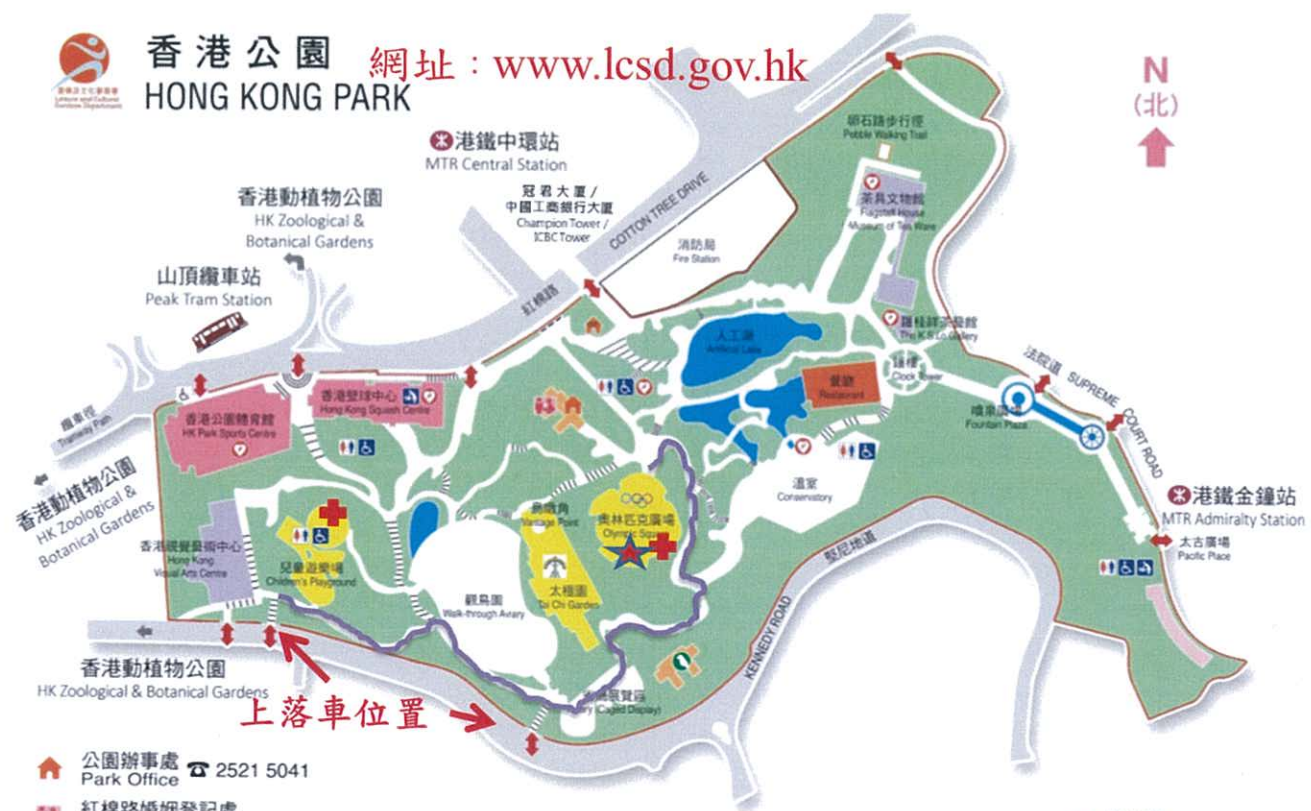 香港公園
HONG KONG PARK
網址：www.lcsd.gov.hk
N
(北)
港鐵中環站
MTR Central Station
香港動植物公園
HK Zoological &
Botanical Gardens
山頂纜車站
Peak Tram Station
冠君大廈 /
中國工商銀行大廈
Champion Tower /
ICBC Tower
COTTON TREE DRIVE
紅棉路
消防局
Fire Station
卵石路步行徑
Pebble Walking Trail
茶具文物館
Flagstaff House
Museum of Tea Ware
羅桂祥茶藝館
The K.S. Lo Gallery
人工湖
Artificial Lake
鐘樓
Clock Tower
餐廳
Restaurant
法院道 SUPREME COURT ROAD
噴泉廣場
Fountain Plaza
港鐵金鐘站
MTR Admiralty Station
太古廣場
Pacific Place
溫室
Conservatory
香港公園體育館
HK Park Sports Centre
香港壁球中心
Hong Kong Squash Centre
纜車徑
Tramway Path
香港動植物公園
HK Zoological &
Botanical Gardens
香港視覺藝術中心
Hong Kong
Visual Arts Centre
兒童遊樂場
Children's Playground
Vantage Point
奧林匹克廣場
Olympic Square
太極園
Tai Chi Garden
觀鳥園
Walk-through Aviary
(Caged Display)
堅尼地道
KENNEDY ROAD
香港動植物公園
HK Zoological & Botanical Gardens
上落車位置
公園辦事處 ☎ 2521 5041
Park Office
紅棉路婚姻登記處